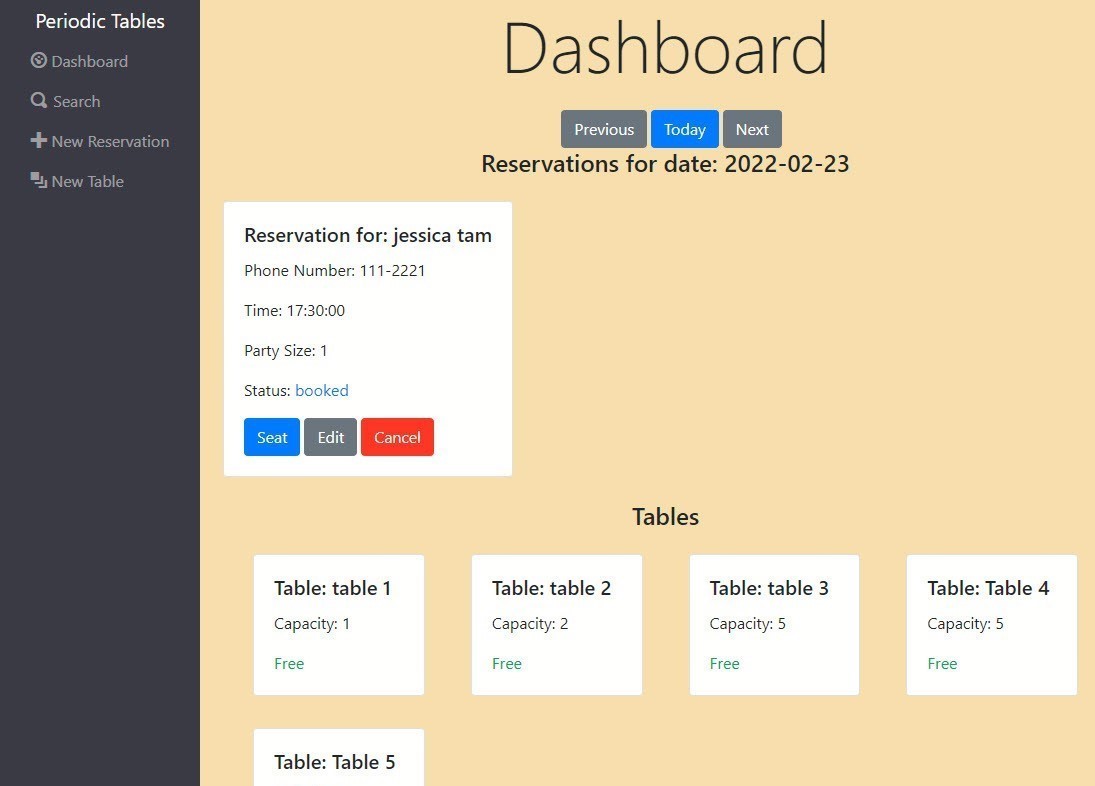 Periodic Tables
Dashboard
Search
New Reservation
New Table
Dashboard
Previous Today Next
Reservations for date: 2022-02-23
Reservation for: jessica tam
Phone Number: 111-2221
Time: 17:30:00
Party Size: 1
Status: booked
Seat Edit Cancel
Tables
Table: table 1
Capacity: 1
Free
Table: table 2
Capacity: 2
Free
Table: table 3
Capacity: 5
Free
Table: Table 4
Capacity: 5
Free
Table: Table 5